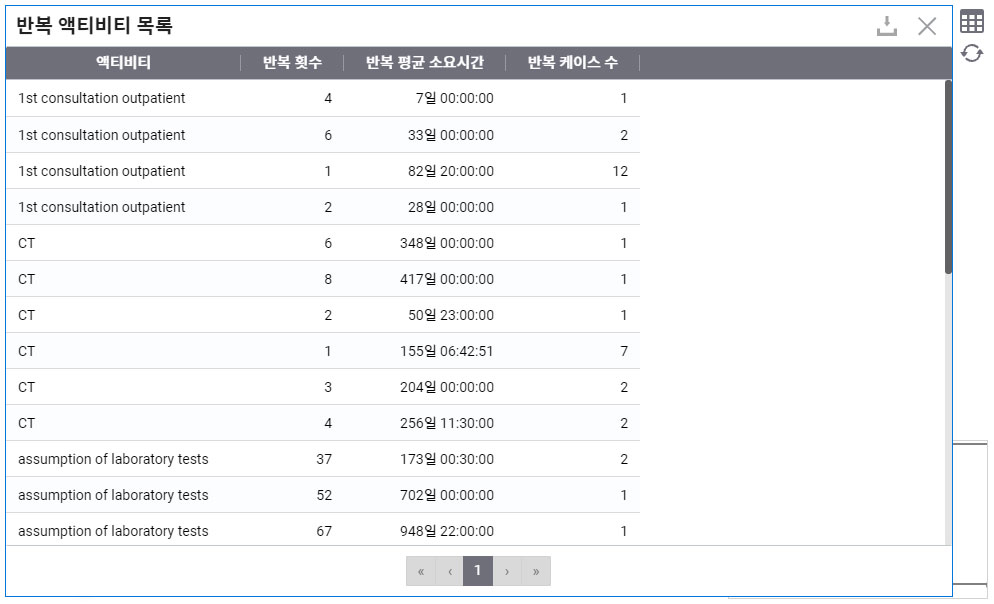 반복 액티비티 목록
액티비티 반복 횟수 반복 평균 소요시간 반복 케이스 수
1st consultation outpatient 4 7일 00:00:00 1
1st consultation outpatient 6 33일 00:00:00 2
1st consultation outpatient 1 82일 20:00:00 12
1st consultation outpatient 2 28일 00:00:00 1
CT 6 348일 00:00:00 1
CT 8 417일 00:00:00 1
CT 2 50일 23:00:00 1
CT 1 155일 06:42:51 7
CT 3 204일 00:00:00 2
CT 4 256일 11:30:00 2
assumption of laboratory tests 37 173일 00:30:00 2
assumption of laboratory tests 52 702일 00:00:00 1
assumption of laboratory tests 67 948일 22:00:00 1
« ‹ 1 › »